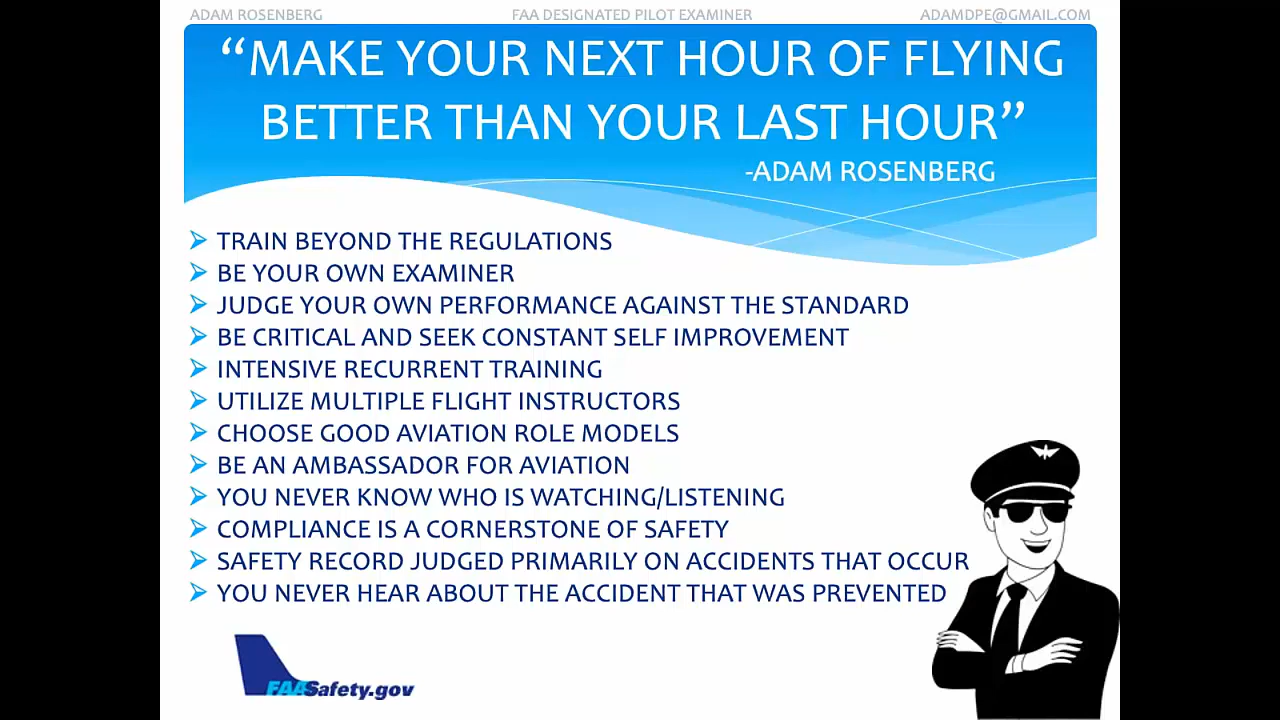 ADAM ROSENBERG FAA DESIGNATED PILOT EXAMINER ADAMDPE@GMAIL.COM
“MAKE YOUR NEXT HOUR OF FLYING
BETTER THAN YOUR LAST HOUR”
-ADAM ROSENBERG
TRAIN BEYOND THE REGULATIONS
BE YOUR OWN EXAMINER
JUDGE YOUR OWN PERFORMANCE AGAINST THE STANDARD
BE CRITICAL AND SEEK CONSTANT SELF IMPROVEMENT
INTENSIVE RECURRENT TRAINING
UTILIZE MULTIPLE FLIGHT INSTRUCTORS
CHOOSE GOOD AVIATION ROLE MODELS
BE AN AMBASSADOR FOR AVIATION
YOU NEVER KNOW WHO IS WATCHING/LISTENING
COMPLIANCE IS A CORNERSTONE OF SAFETY
SAFETY RECORD JUDGED PRIMARILY ON ACCIDENTS THAT OCCUR
YOU NEVER HEAR ABOUT THE ACCIDENT THAT WAS PREVENTED
FAASafety.gov